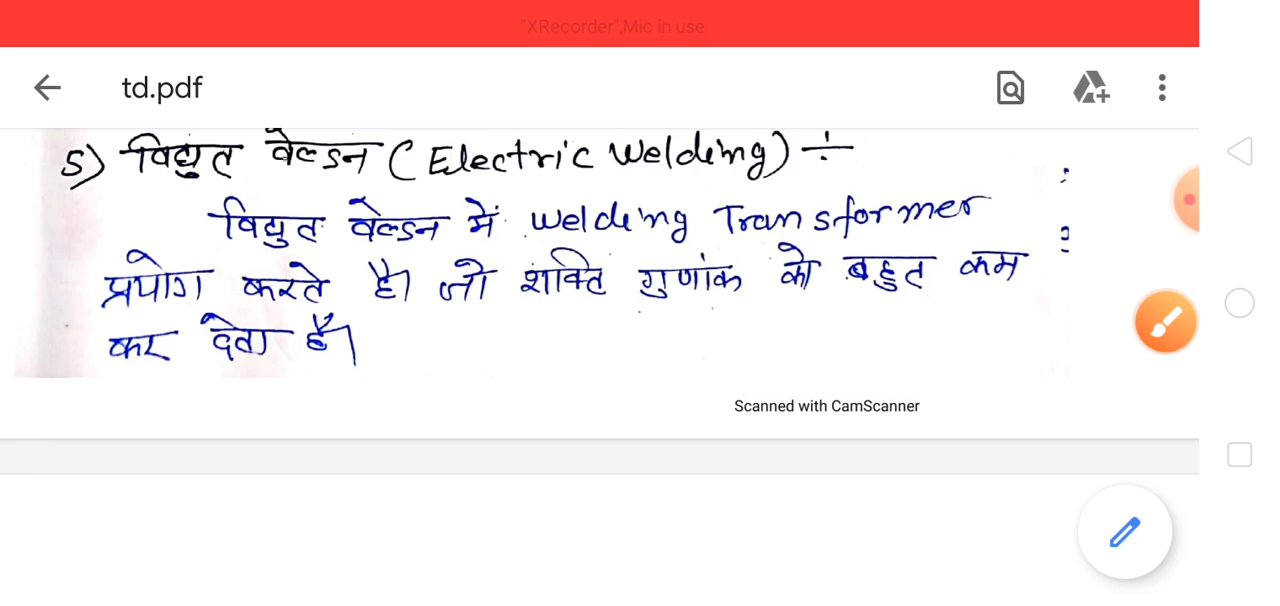 "XRecorder",Mic in use
td.pdf
5) विद्युत वेल्डन (Electric Welding) ÷
विद्युत वेल्डन में welding Transformer
प्रयोग करते है। जो शक्ति गुणांक को बहुत कम
कर देता है।
Scanned with CamScanner